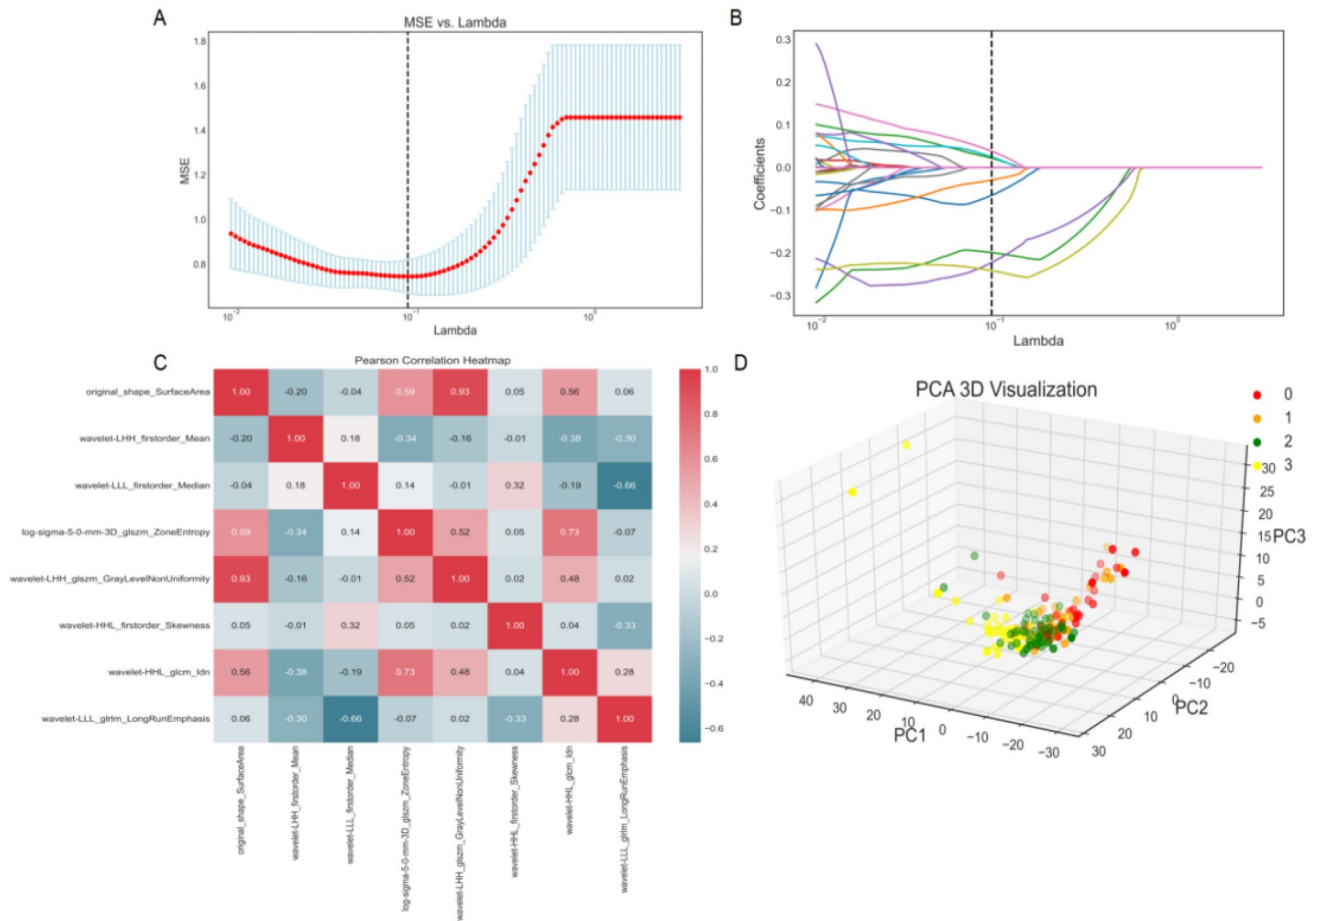 A
MSE vs. Lambda
1.8
1.6
1.4
1.2
1.0
0.8
MSE
10⁻²
10⁻¹
10⁰
Lambda
B
0.3
0.2
0.1
0.0
−0.1
−0.2
−0.3
Coefficients
10⁻²
10⁻¹
10⁰
Lambda
C
Pearson Correlation Heatmap
original_shape_SurfaceArea 1.00 -0.20 -0.04 0.59 0.93 0.05 0.56 0.06
wavelet-LHH_firstorder_Mean -0.20 1.00 0.18 -0.34 -0.16 -0.01 -0.38 -0.30
wavelet-LLL_firstorder_Median -0.04 0.18 1.00 0.14 -0.01 0.32 -0.19 -0.66
log-sigma-5-0-mm-3D_glszm_ZoneEntropy 0.59 -0.34 0.14 1.00 0.52 0.05 0.73 -0.07
wavelet-LHH_glszm_GrayLevelNonUniformity 0.93 -0.16 -0.01 0.52 1.00 0.02 0.48 0.02
wavelet-HHL_firstorder_Skewness 0.05 -0.01 0.32 0.05 0.02 1.00 0.04 -0.33
wavelet-HHL_glcm_Idn 0.56 -0.38 -0.19 0.73 0.48 0.04 1.00 0.28
wavelet-LLL_glrlm_LongRunEmphasis 0.06 -0.30 -0.66 -0.07 0.02 -0.33 0.28 1.00
original_shape_SurfaceArea
wavelet-LHH_firstorder_Mean
wavelet-LLL_firstorder_Median
log-sigma-5-0-mm-3D_glszm_ZoneEntropy
wavelet-LHH_glszm_GrayLevelNonUniformity
wavelet-HHL_firstorder_Skewness
wavelet-HHL_glcm_Idn
wavelet-LLL_glrlm_LongRunEmphasis
1.0
0.8
0.6
0.4
0.2
0.0
−0.2
−0.4
−0.6
D
PCA 3D Visualization
0
1
2
3
30
25
20
15
10
5
0
−5
PC3
40
30
20
10
0
−10
−20
−30
PC1
−20
−10
0
10
20
30
PC2